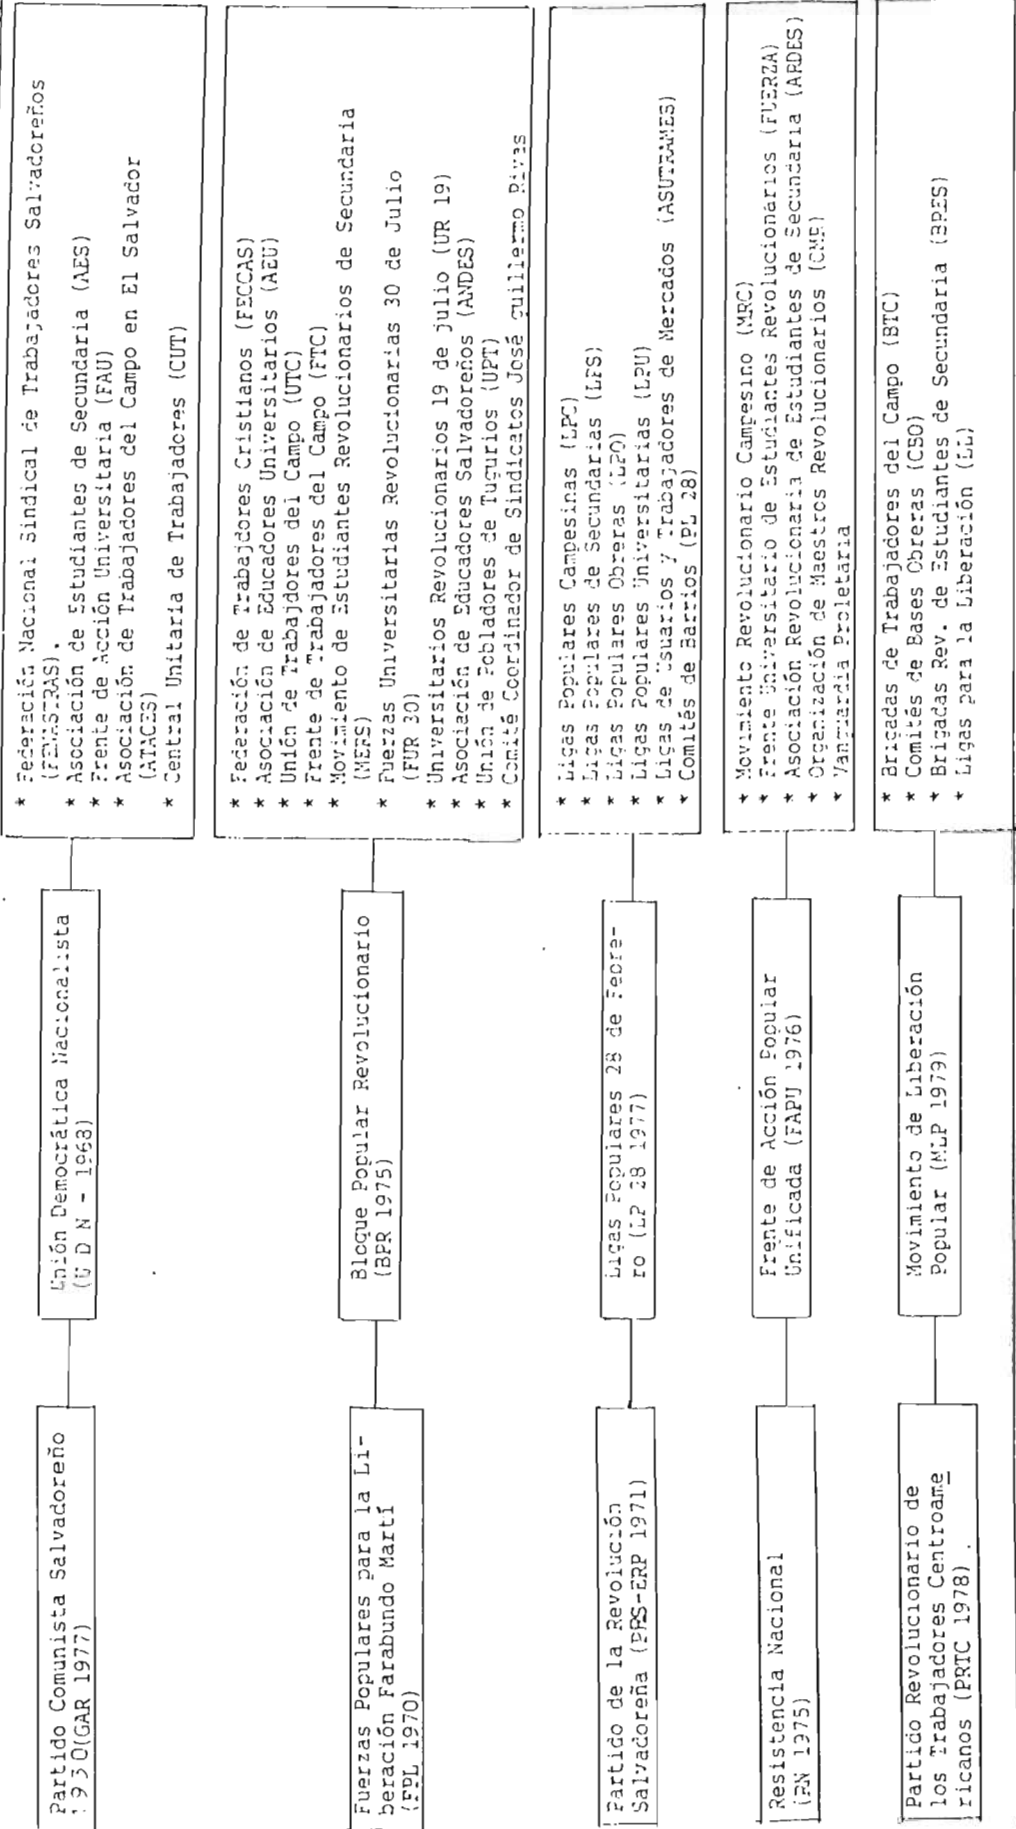 Partido Comunista Salvadoreño
1930(GAR 1977)
Unión Democrática Nacionalista
(U D N - 1968)
* Federación Nacional Sindical de Trabajadores Salvadoreños
(FENASTRAS).
* Asociación de Estudiantes de Secundaria (AES)
* Frente de Acción Universitaria (FAU)
* Asociación de Trabajadores del Campo en El Salvador
(ATACES)
* Central Unitaria de Trabajadores (CUT)
Fuerzas Populares para la Li-
beración Farabundo Martí
(FPL 1970)
Bloque Popular Revolucionario
(BPR 1975)
* Federación de Trabajdores Cristianos (FECCAS)
* Asociación de Educadores Universitarios (AEU)
* Unión de Trabajdores del Campo (UTC)
* Frente de Trabajadores del Campo (FTC)
* Movimiento de Estudiantes Revolucionarios de Secundaria
(MERS)
* Fuerzas Universitarias Revolucionarias 30 de Julio
(FUR 30)
* Universitarios Revolucionarios 19 de julio (UR 19)
* Asociación de Educadores Salvadoreños (ANDES)
* Unión de Pobladores de Tugurios (UPT)
* Comité Coordinador de Sindicatos José guillermo Rivas
Partido de la Revolución
Salvadoreña (PRS-ERP 1971)
Ligas Populares 28 de Febre-
ro (LP 28 1977)
* Ligas Populares Campesinas (LPC)
* Ligas Populares de Secundarias (LPS)
* Ligas Populares Obreras (LPO)
* Ligas Populares Universitarias (LPU)
* Ligas de Usuarios y Trabajadores de Mercados (ASUTRAMES)
* Comités de Barrios (PL 28)
Resistencia Nacional
(RN 1975)
Frente de Acción Popular
Unificada (FAPU 1976)
* Movimiento Revolucionario Campesino (MRC)
* Frente Universitario de Estudiantes Revolucionários (FUERZA)
* Asociación Revolucionaria de Estudiantes de Secundaria (ARDES)
* Organización de Maestros Revolucionarios (CMR)
* Vanguardia Proletaria
Partido Revolucionario de
los Trabajadores Centroame
ricanos (PRTC 1978) .
Movimiento de Liberación
Popular (MLP 1979)
* Brigadas de Trabajadores del Campo (BTC)
* Comités de Bases Obreras (CBO)
* Brigadas Rev. de Estudiantes de Secundaria (BRES)
* Ligas para la Liberación (LL)